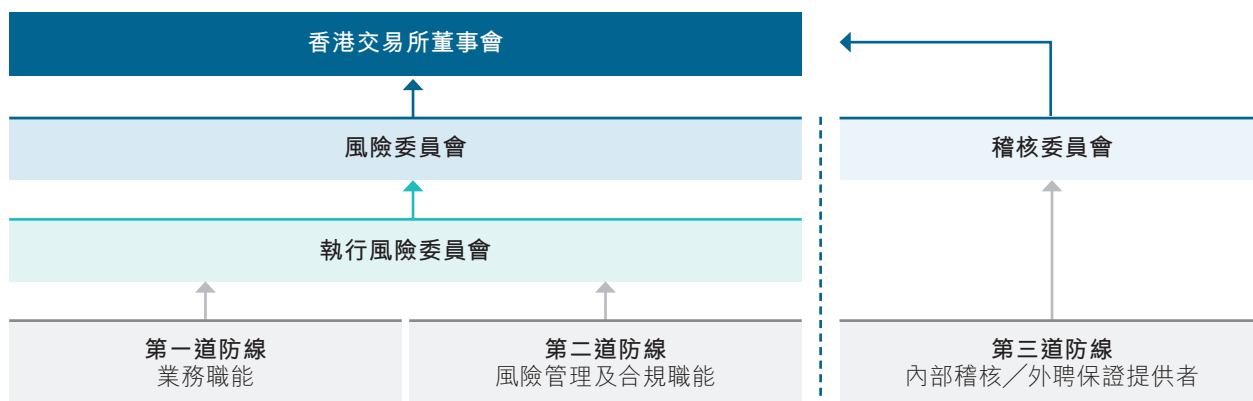 香港交易所董事會
風險委員會
稽核委員會
執行風險委員會
第一道防線
業務職能
第二道防線
風險管理及合規職能
第三道防線
內部稽核／外聘保證提供者